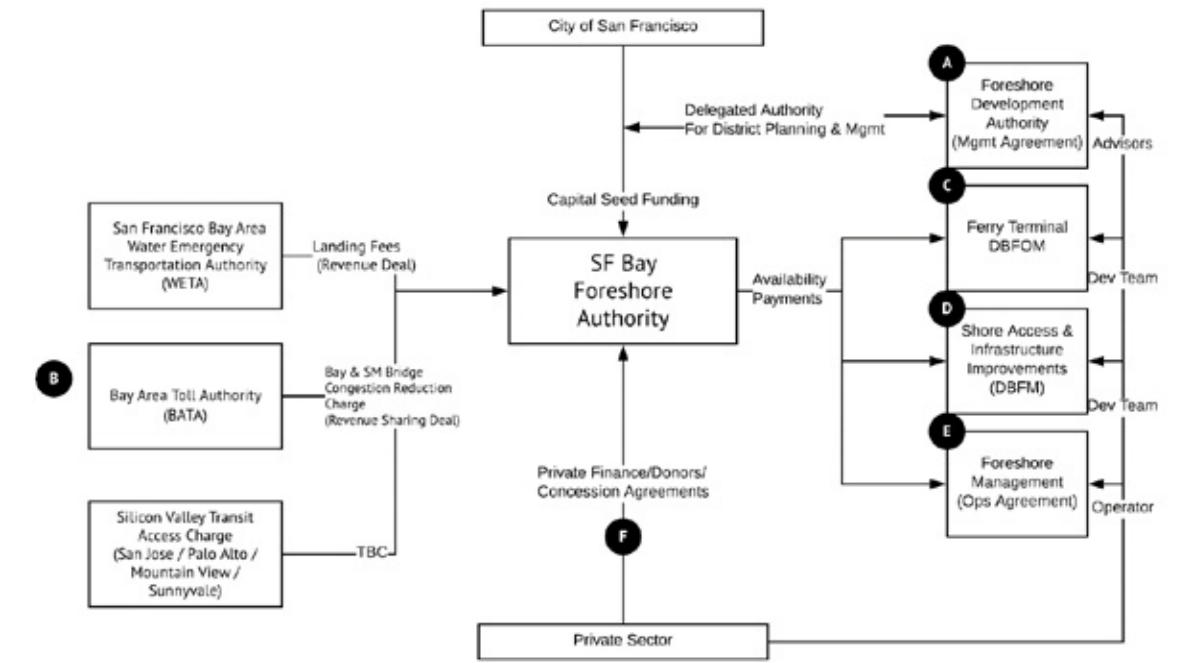 City of San Francisco
A
Foreshore
Development
Authority
(Mgmt Agreement)
Delegated Authority
For District Planning & Mgmt
Advisors
Capital Seed Funding
C
Ferry Terminal
DBFOM
San Francisco Bay Area
Water Emergency
Transportation Authority
(WETA)
Landing Fees
(Revenue Deal)
SF Bay
Foreshore
Authority
Availability
Payments
Dev Team
D
Shore Access &
Infrastructure
Improvements
(DBFM)
B
Bay Area Toll Authority
(BATA)
Bay & SM Bridge
Congestion Reduction
Charge
(Revenue Sharing Deal)
Dev Team
E
Foreshore
Management
(Ops Agreement)
Private Finance/Donors/
Concession Agreements
Operator
Silicon Valley Transit
Access Charge
(San Jose / Palo Alto /
Mountain View /
Sunnyvale)
TBC
F
Private Sector